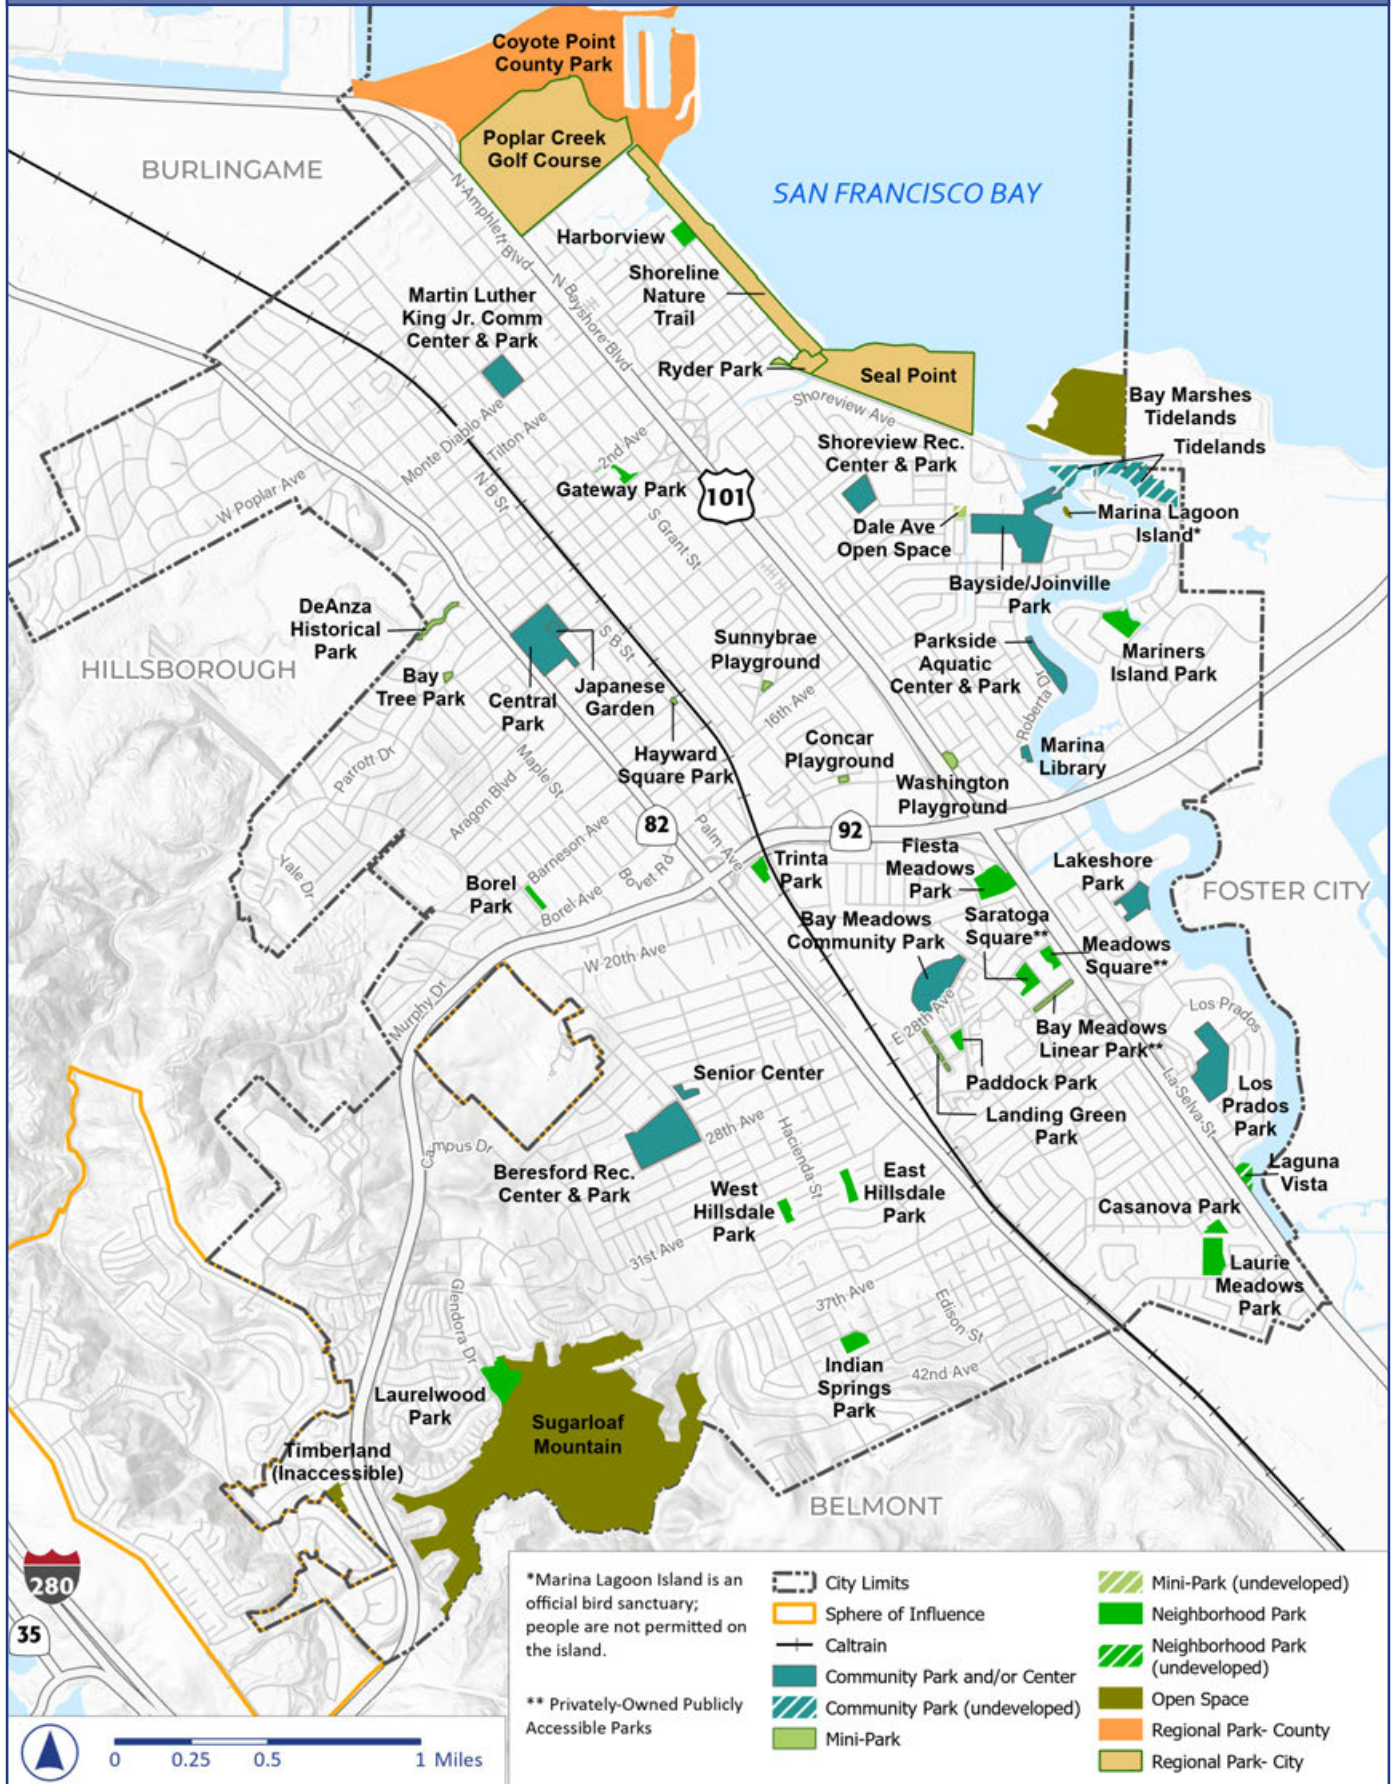 Coyote Point
County Park
Poplar Creek
Golf Course
BURLINGAME
SAN FRANCISCO BAY
N Amphlett Blvd
Harborview
N Bayshore Blvd
Shoreline
Nature
Trail
Martin Luther
King Jr. Comm
Center & Park
Ryder Park
Seal Point
Shoreview Ave
Bay Marshes
Tidelands
Tidelands
Monte Diablo Ave
Tilton Ave
2nd Ave
Shoreview Rec.
Center & Park
W Poplar Ave
N B St
Gateway Park
101
S Grant St
Dale Ave
Open Space
Marina Lagoon
Island*
Bayside/Joinville
Park
DeAnza
Historical
Park
S B St
Sunnybrae
Playground
Parkside
Aquatic
Center & Park
Mariners
Island Park
HILLSBOROUGH
Bay
Tree Park
Central
Park
Japanese
Garden
16th Ave
Roberta Dr
Hayward
Square Park
Concar
Playground
Marina
Library
Washington
Playground
Parrott Dr
Maple St
Aragon Blvd
82
Palm Ave
92
Barneson Ave
Bovet Rd
Yale Dr
Borel
Park
Borel Ave
Trinta
Park
Fiesta
Meadows
Park
Lakeshore
Park
FOSTER CITY
Bay Meadows
Community Park
Saratoga
Square**
Meadows
Square**
W 20th Ave
Murphy Dr
E 28th Ave
Bay Meadows
Linear Park**
Los Prados
Paddock Park
Landing Green
Park
La Selva St
Los
Prados
Park
Senior Center
28th Ave
Hacienda St
Campus Dr
Beresford Rec.
Center & Park
West
Hillsdale
Park
East
Hillsdale
Park
Laguna
Vista
Casanova Park
31st Ave
Laurie
Meadows
Park
Glendora Dr
37th Ave
Edison St
Indian
Springs
Park
42nd Ave
Laurelwood
Park
Sugarloaf
Mountain
Timberland
(Inaccessible)
BELMONT
280
35
*Marina Lagoon Island is an
official bird sanctuary;
people are not permitted on
the island.
** Privately-Owned Publicly
Accessible Parks
City Limits
Sphere of Influence
Caltrain
Community Park and/or Center
Community Park (undeveloped)
Mini-Park
Mini-Park (undeveloped)
Neighborhood Park
Neighborhood Park
(undeveloped)
Open Space
Regional Park- County
Regional Park- City
0 0.25 0.5 1 Miles